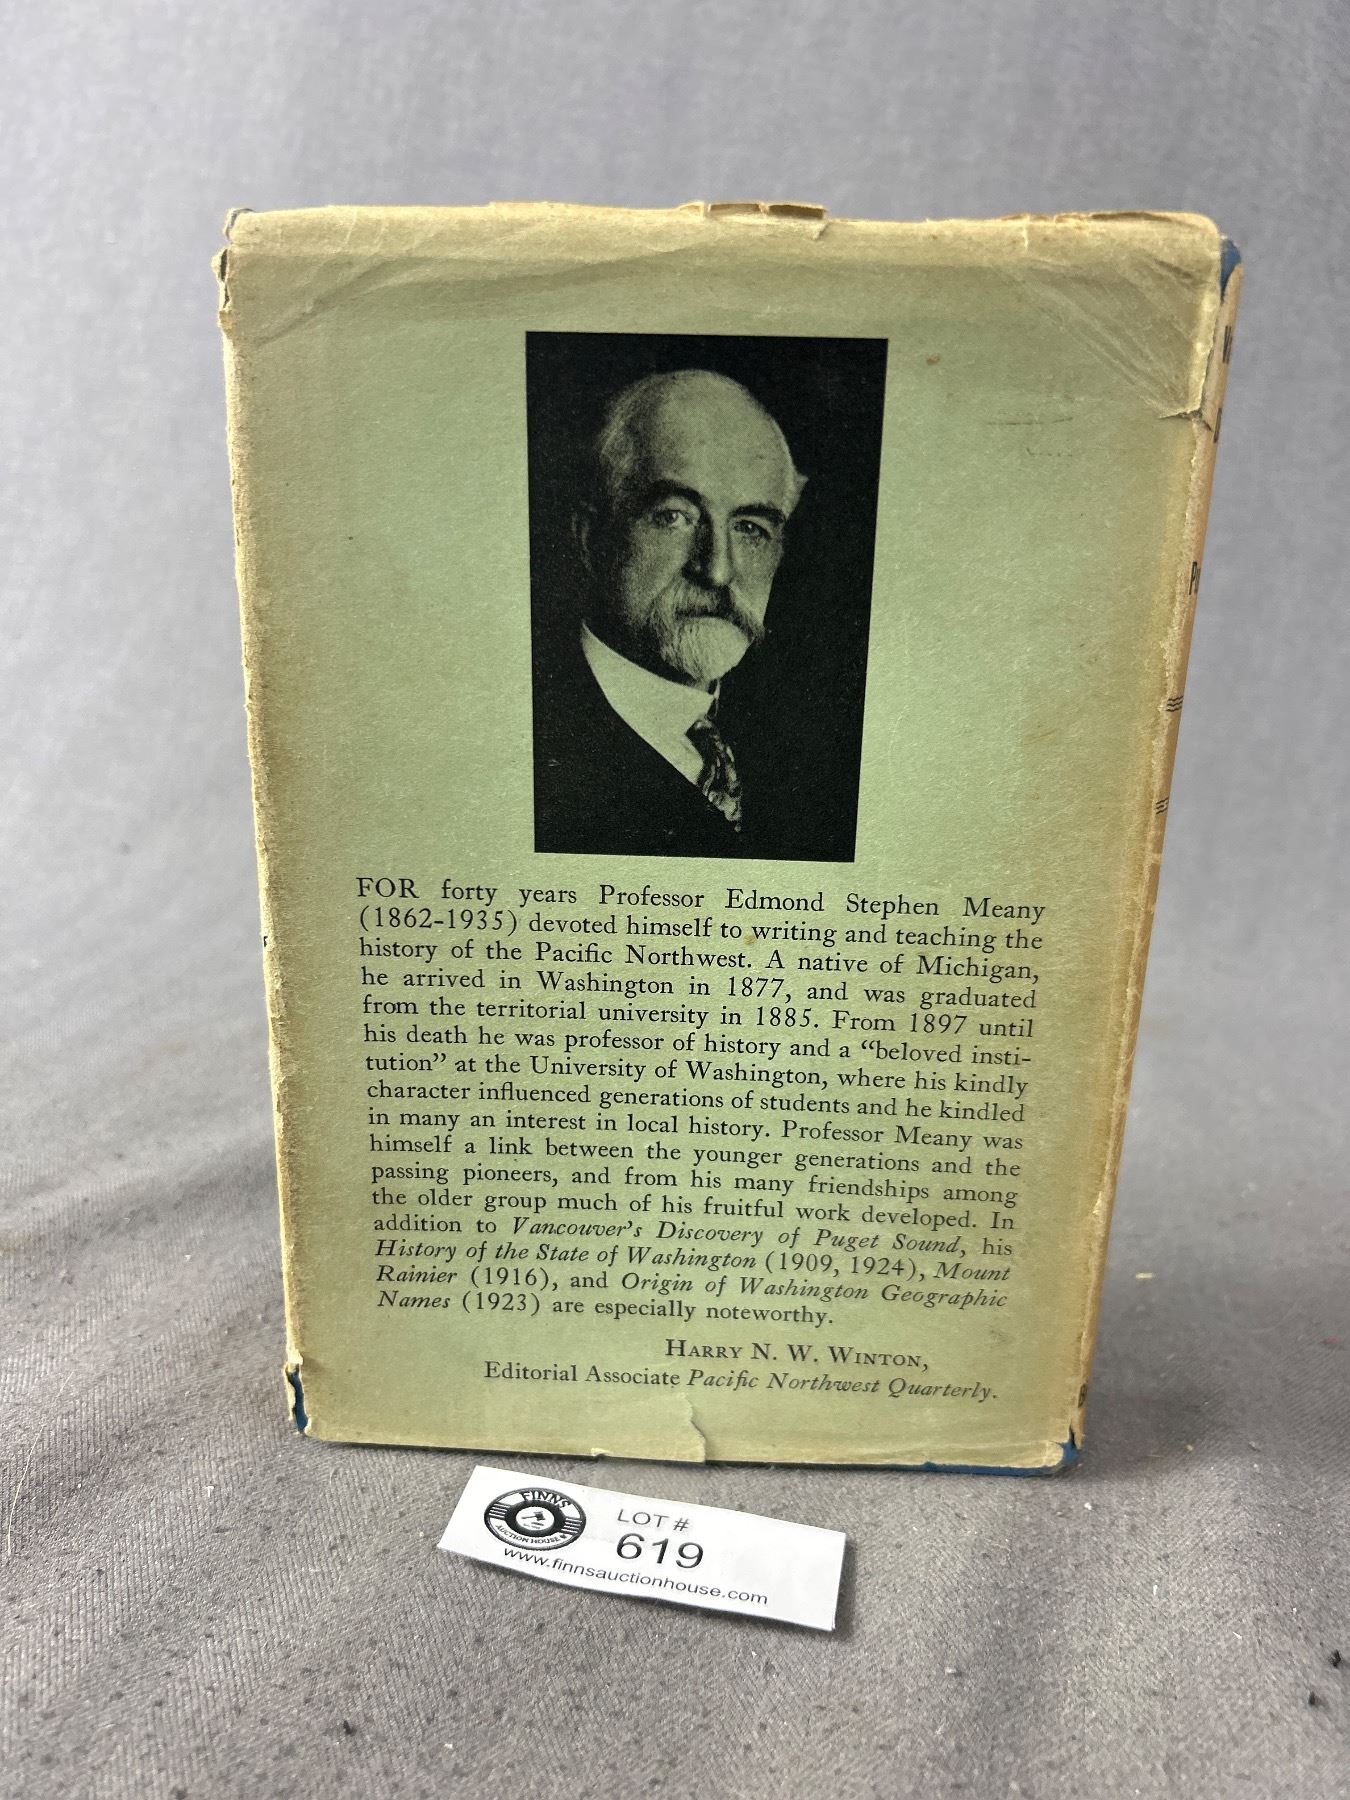 FOR forty years Professor Edmond Stephen Meany
(1862-1935) devoted himself to writing and teaching the
history of the Pacific Northwest. A native of Michigan,
he arrived in Washington in 1877, and was graduated
from the territorial university in 1885. From 1897 until
his death he was professor of history and a “beloved insti-
tution” at the University of Washington, where his kindly
character influenced generations of students and he kindled
in many an interest in local history. Professor Meany was
himself a link between the younger generations and the
passing pioneers, and from his many friendships among
the older group much of his fruitful work developed. In
addition to Vancouver’s Discovery of Puget Sound, his
History of the State of Washington (1909, 1924), Mount
Rainier (1916), and Origin of Washington Geographic
Names (1923) are especially noteworthy.
HARRY N. W. WINTON,
Editorial Associate Pacific Northwest Quarterly.
FINNS
AUCTION HOUSE
LOT #
619
www.finnsauctionhouse.com